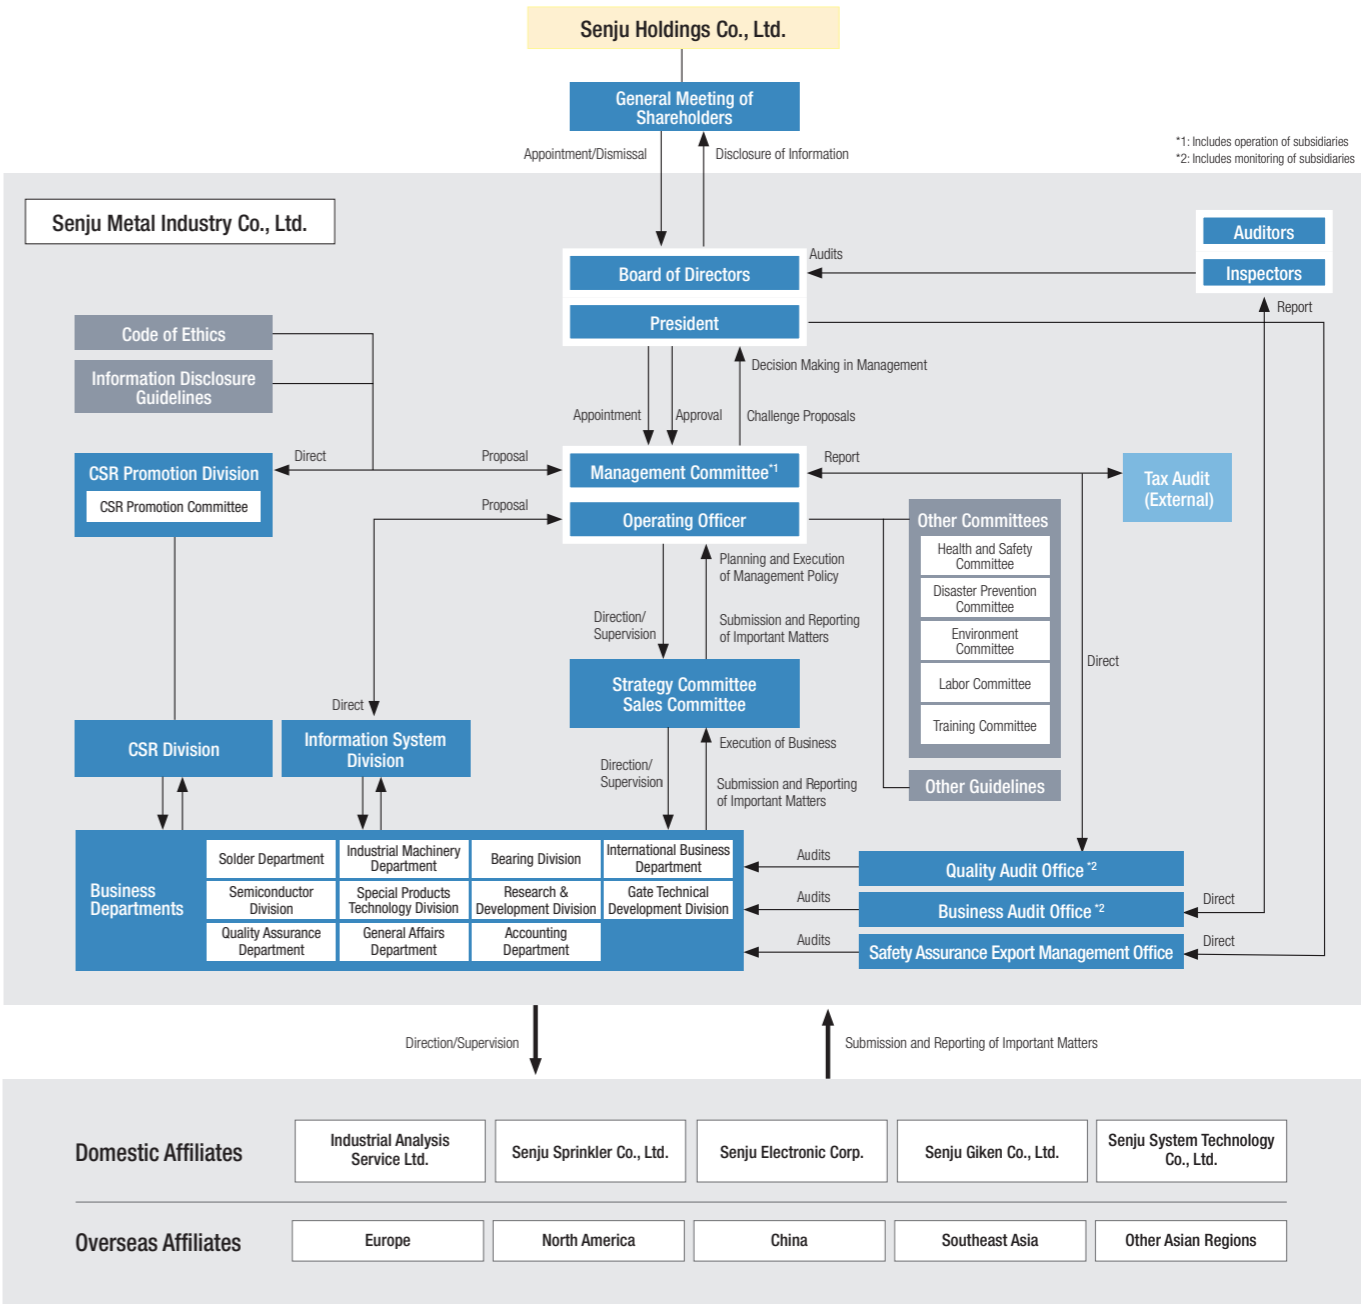 Senju Holdings Co., Ltd.
General Meeting of
Shareholders
Appointment/Dismissal
Disclosure of Information
*1: Includes operation of subsidiaries
*2: Includes monitoring of subsidiaries
Senju Metal Industry Co., Ltd.
Auditors
Inspectors
Audits
Board of Directors
President
Report
Code of Ethics
Information Disclosure
Guidelines
Decision Making in Management
Appointment
Approval
Challenge Proposals
CSR Promotion Division
CSR Promotion Committee
Direct
Proposal
Management Committee*1
Report
Tax Audit
(External)
Proposal
Operating Officer
Other Committees
Health and Safety
Committee
Disaster Prevention
Committee
Environment
Committee
Labor Committee
Training Committee
Planning and Execution
of Management Policy
Direction/
Supervision
Submission and Reporting
of Important Matters
Direct
Strategy Committee
Sales Committee
Direct
CSR Division
Information System
Division
Execution of Business
Direction/
Supervision
Submission and Reporting
of Important Matters
Other Guidelines
Business
Departments
Solder Department
Industrial Machinery
Department
Bearing Division
International Business
Department
Semiconductor
Division
Special Products
Technology Division
Research &
Development Division
Gate Technical
Development Division
Quality Assurance
Department
General Affairs
Department
Accounting
Department
Audits
Quality Audit Office *2
Audits
Business Audit Office *2
Direct
Audits
Safety Assurance Export Management Office
Direct
Direction/Supervision
Submission and Reporting of Important Matters
Domestic Affiliates
Industrial Analysis
Service Ltd.
Senju Sprinkler Co., Ltd.
Senju Electronic Corp.
Senju Giken Co., Ltd.
Senju System Technology
Co., Ltd.
Overseas Affiliates
Europe
North America
China
Southeast Asia
Other Asian Regions